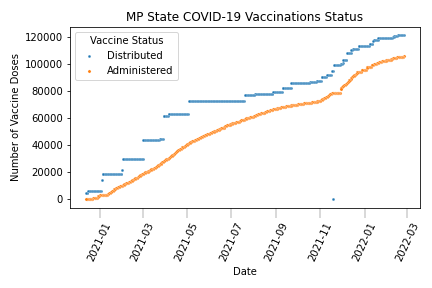 MP State COVID-19 Vaccinations Status
Vaccine Status
Distributed
Administered
Number of Vaccine Doses
120000
100000
80000
60000
40000
20000
0
2021-01
2021-03
2021-05
2021-07
2021-09
2021-11
2022-01
2022-03
Date